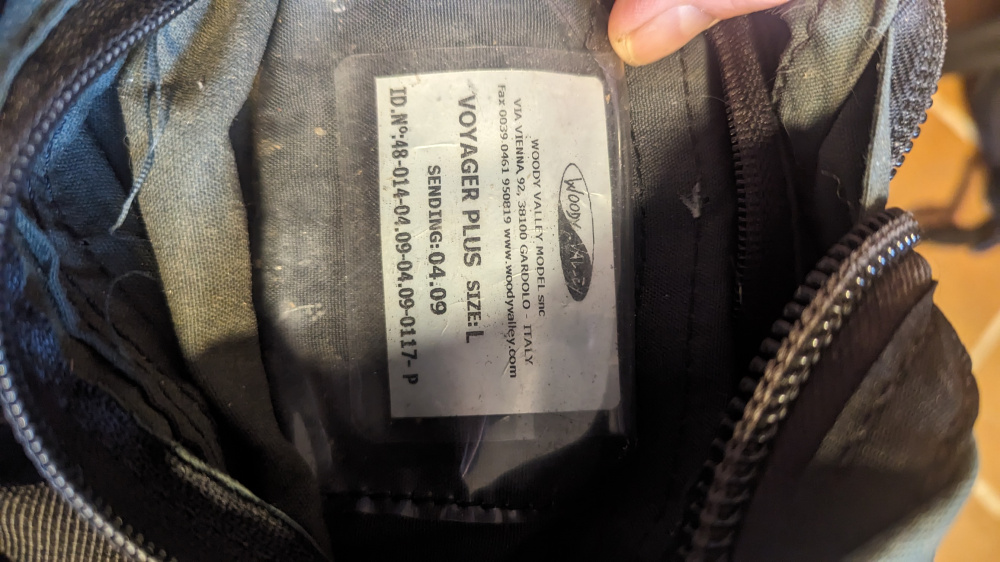 WOODY VALLEY
WOODY VALLEY MODEL snc
VIA VIENNA 92, 38100 GARDOLO - ITALY
Fax 0039 0461 950819 www.woodyvalley.com
VOYAGER PLUS SIZE:L
SENDING:04.09
ID.Nº:48-014-04.09-04.09-0117- P